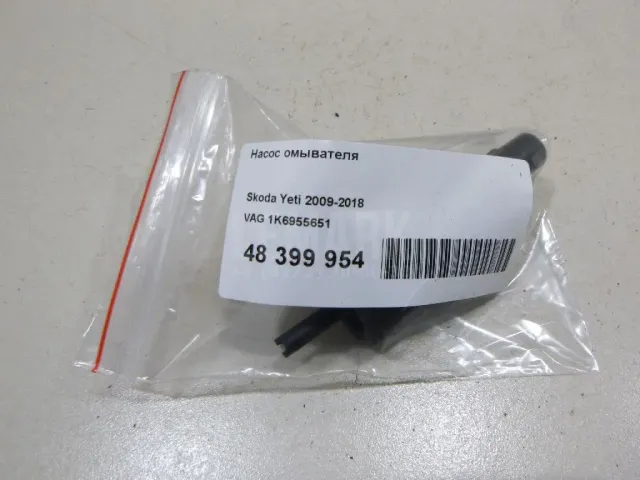 Насос омывателя
Skoda Yeti 2009-2018
VAG 1K6955651
48 399 954